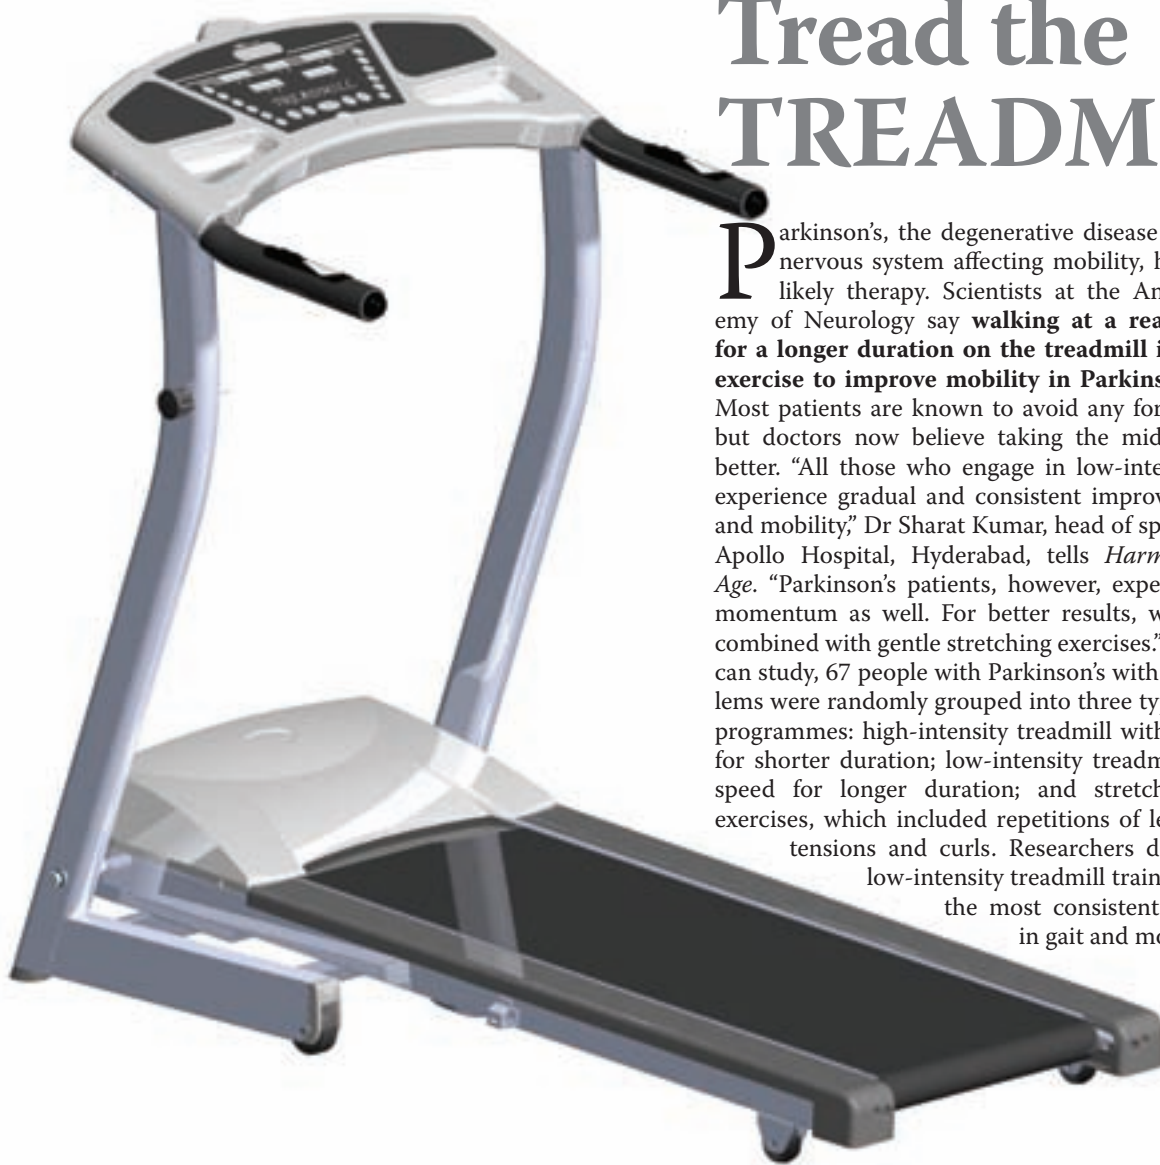 Tread the
TREADM
Parkinson’s, the degenerative disease
nervous system affecting mobility, h
likely therapy. Scientists at the An
emy of Neurology say walking at a rea
for a longer duration on the treadmill i
exercise to improve mobility in Parkins
Most patients are known to avoid any for
but doctors now believe taking the mid
better. “All those who engage in low-inte
experience gradual and consistent improv
and mobility,” Dr Sharat Kumar, head of sp
Apollo Hospital, Hyderabad, tells Harm
Age. “Parkinson’s patients, however, expe
momentum as well. For better results, w
combined with gentle stretching exercises.”
can study, 67 people with Parkinson’s with
lems were randomly grouped into three ty
programmes: high-intensity treadmill with
for shorter duration; low-intensity treadm
speed for longer duration; and stretch
exercises, which included repetitions of le
tensions and curls. Researchers d
low-intensity treadmill train
the most consistent
in gait and mo
TREADMILL